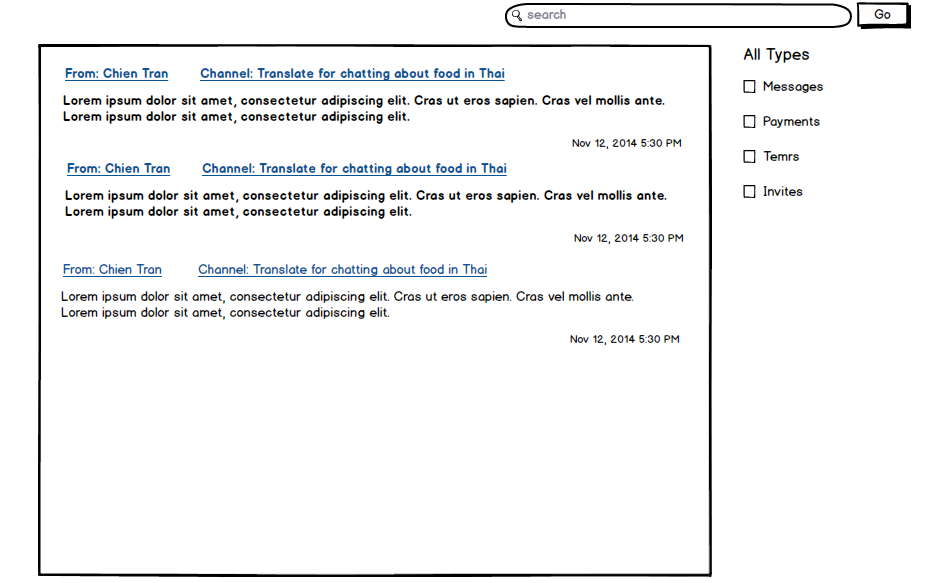 search
Go
All Types
From: Chien Tran Channel: Translate for chatting about food in Thai
Lorem ipsum dolor sit amet, consectetur adipiscing elit. Cras ut eros sapien. Cras vel mollis ante.
Lorem ipsum dolor sit amet, consectetur adipiscing elit.
Nov 12, 2014 5:30 PM
From: Chien Tran Channel: Translate for chatting about food in Thai
Lorem ipsum dolor sit amet, consectetur adipiscing elit. Cras ut eros sapien. Cras vel mollis ante.
Lorem ipsum dolor sit amet, consectetur adipiscing elit.
Nov 12, 2014 5:30 PM
From: Chien Tran Channel: Translate for chatting about food in Thai
Lorem ipsum dolor sit amet, consectetur adipiscing elit. Cras ut eros sapien. Cras vel mollis ante.
Lorem ipsum dolor sit amet, consectetur adipiscing elit.
Nov 12, 2014 5:30 PM
Messages
Payments
Temrs
Invites